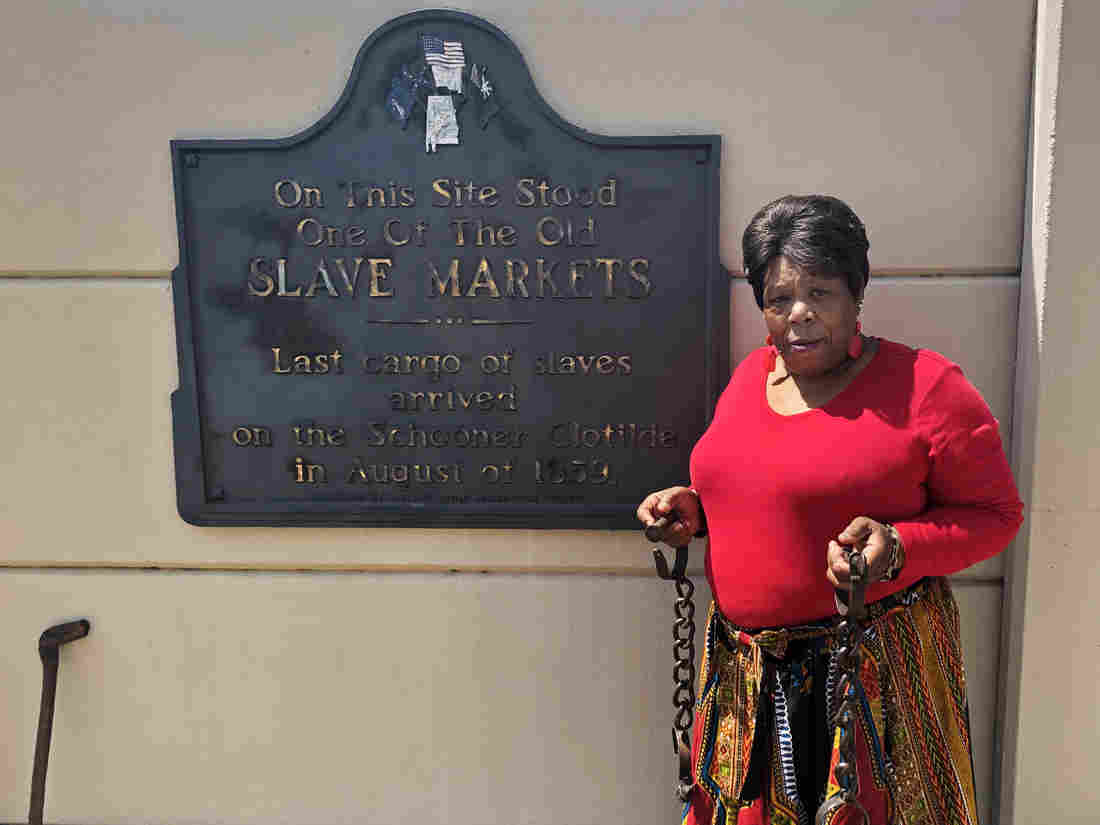 On This Site Stood
One Of The Old
SLAVE MARKETS
Last cargo of slaves
arrived
on the Schooner Clotilde
in August of 1859.